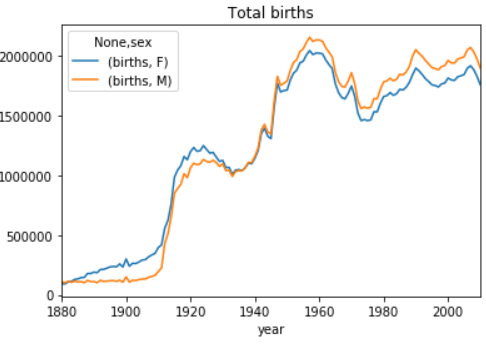 Total births
None,sex
(births, F)
(births, M)
2000000
1500000
1000000
500000
0
1880 1900 1920 1940 1960 1980 2000
year